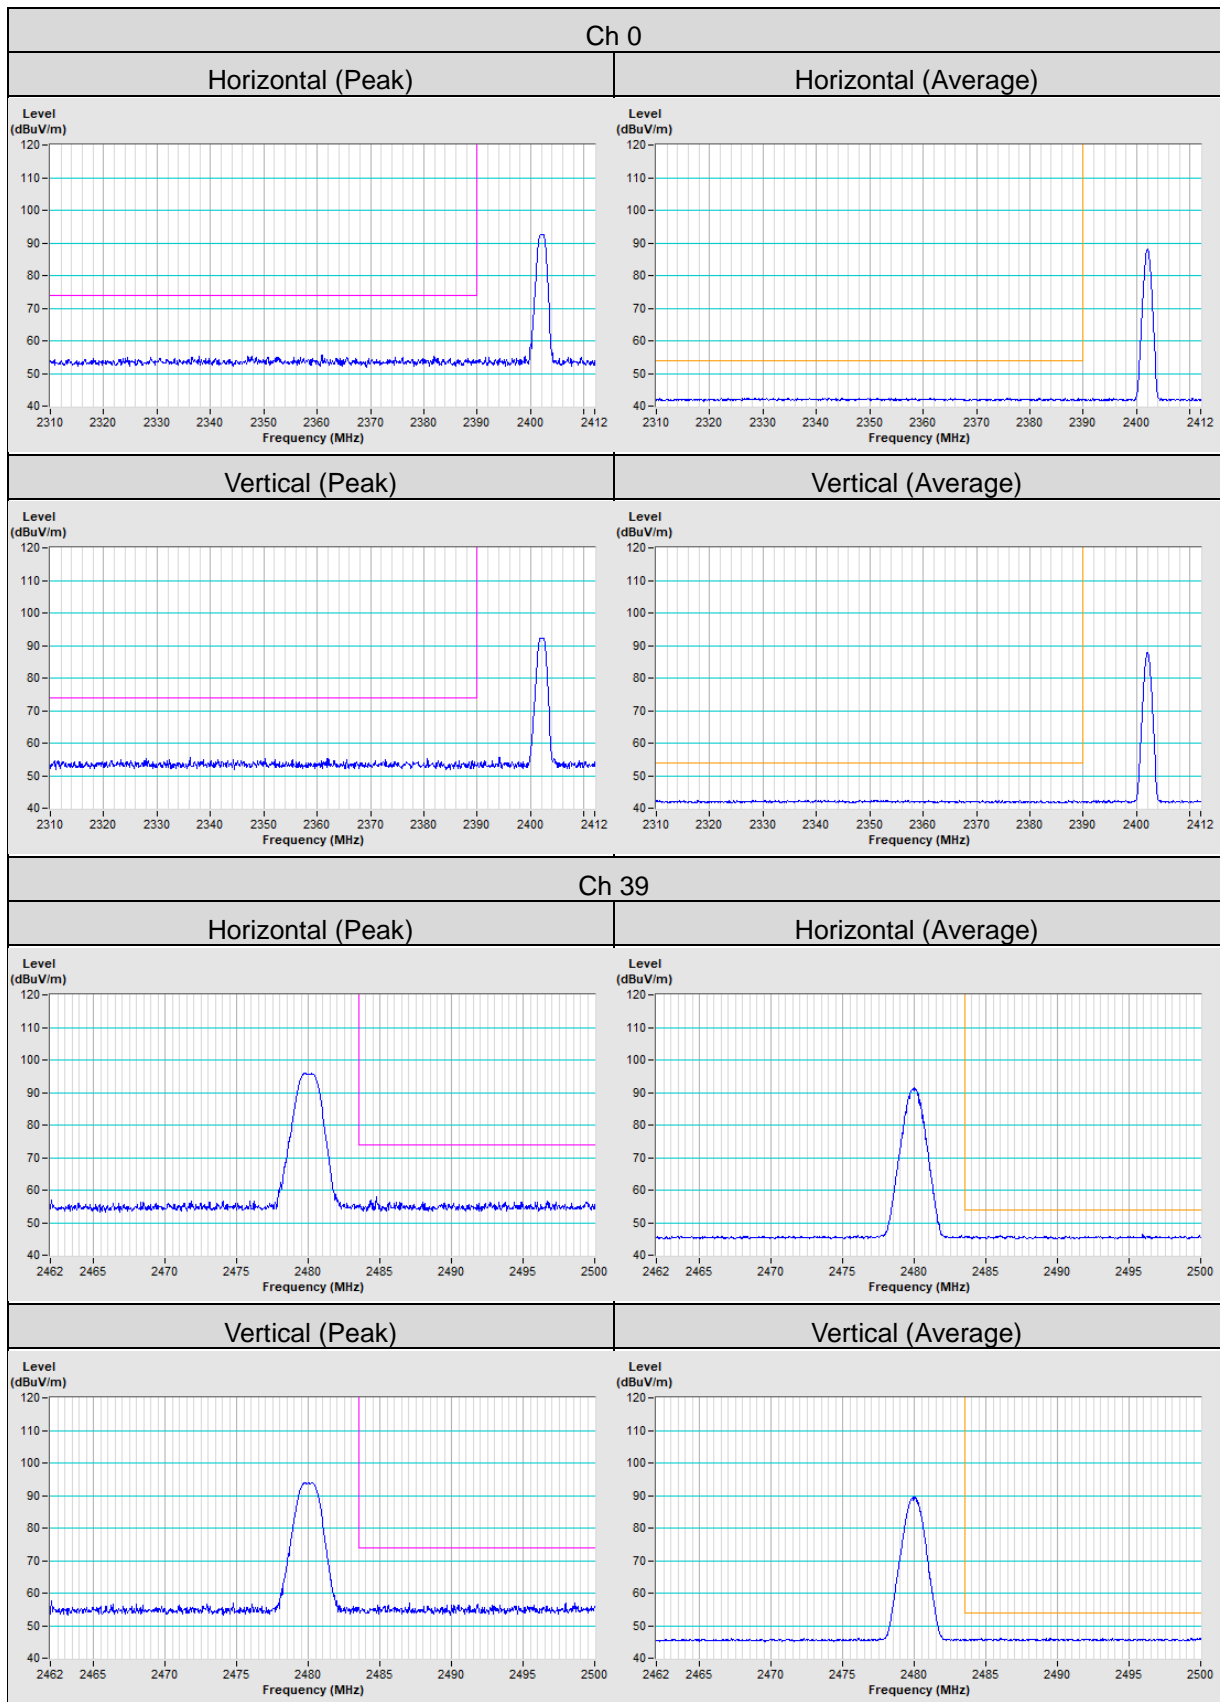 Ch 0
Horizontal (Peak) Horizontal (Average)
Level Level
(dBuV/m) (dBuV/m)
120 120
110 110
100 100
90 90
80 80
70 70
60 60
50 50
40 40
2310 2320 2330 2340 2350 2360 2370 2380 2390 2400 2412 2310 2320 2330 2340 2350 2360 2370 2380 2390 2400 2412
Frequency (MHz) Frequency (MHz)
Vertical (Peak) Vertical (Average)
Level Level
(dBuV/m) (dBuV/m)
120 120
110 110
100 100
90 90
80 80
70 70
60 60
50 50
40 40
2310 2320 2330 2340 2350 2360 2370 2380 2390 2400 2412 2310 2320 2330 2340 2350 2360 2370 2380 2390 2400 2412
Frequency (MHz) Frequency (MHz)
Ch 39
Horizontal (Peak) Horizontal (Average)
Level Level
(dBuV/m) (dBuV/m)
120 120
110 110
100 100
90 90
80 80
70 70
60 60
50 50
40 40
2462 2465 2470 2475 2480 2485 2490 2495 2500 2462 2465 2470 2475 2480 2485 2490 2495 2500
Frequency (MHz) Frequency (MHz)
Vertical (Peak) Vertical (Average)
Level Level
(dBuV/m) (dBuV/m)
120 120
110 110
100 100
90 90
80 80
70 70
60 60
50 50
40 40
2462 2465 2470 2475 2480 2485 2490 2495 2500 2462 2465 2470 2475 2480 2485 2490 2495 2500
Frequency (MHz) Frequency (MHz)